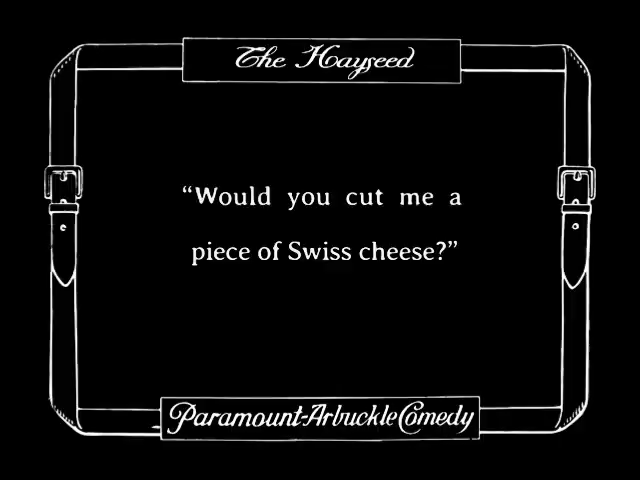 The Hayseed
“Would you cut me a
piece of Swiss cheese?”
Paramount-Arbuckle Comedy